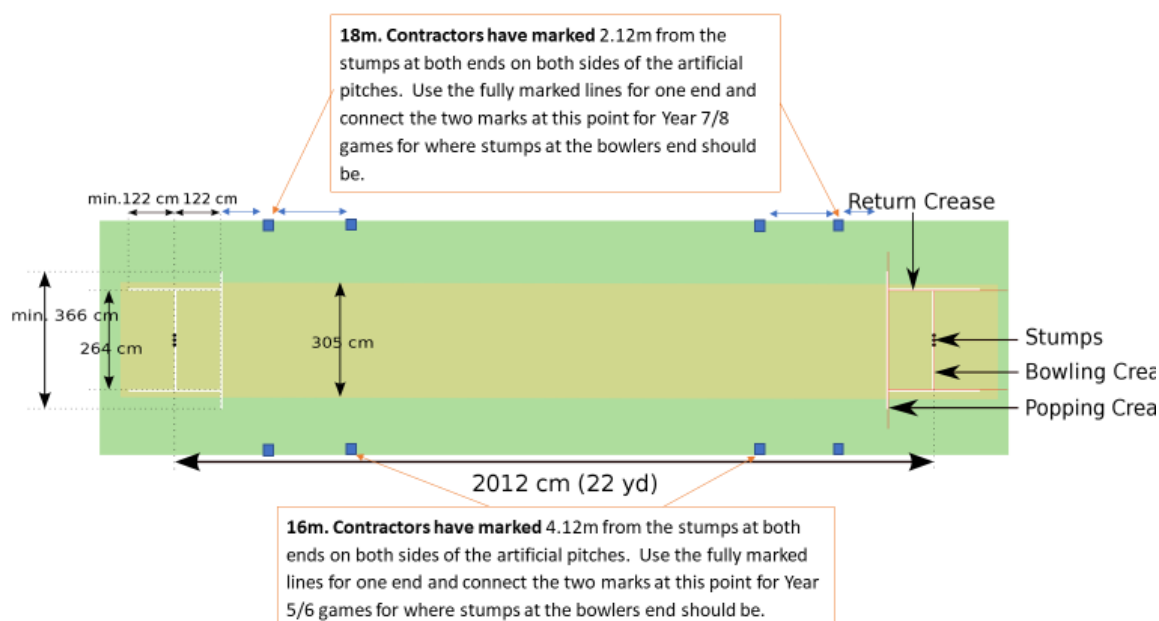 18m. Contractors have marked 2.12m from the
stumps at both ends on both sides of the artificial
pitches. Use the fully marked lines for one end and
connect the two marks at this point for Year 7/8
games for where stumps at the bowlers end should
be.
min.122 cm 122 cm
Return Crease
min. 366 cm
264 cm
305 cm
Stumps
Bowling Crea
Popping Crea
2012 cm (22 yd)
16m. Contractors have marked 4.12m from the stumps at both
ends on both sides of the artificial pitches. Use the fully marked
lines for one end and connect the two marks at this point for Year
5/6 games for where stumps at the bowlers end should be.